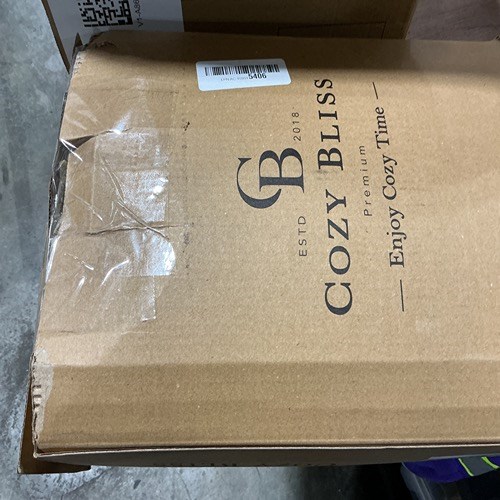 CB
ESTD 2018
COZY BLISS
Premium
— Enjoy Cozy Time —
5406